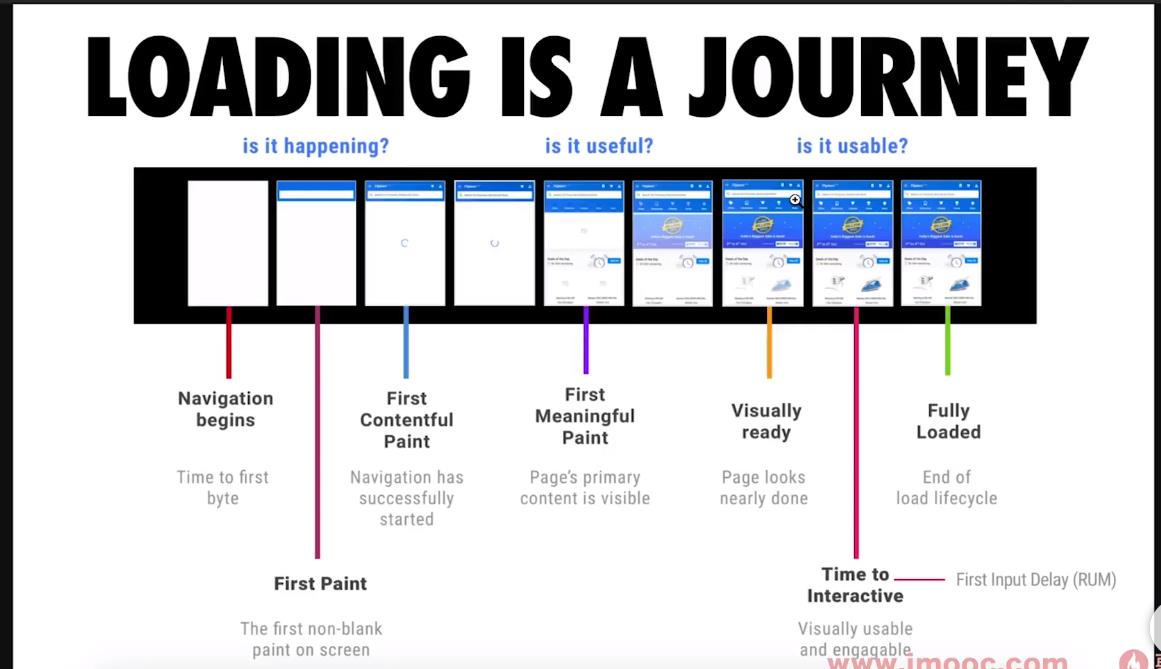 LOADING IS A JOURNEY
is it happening?
is it useful?
is it usable?
Navigation
begins
Time to first
byte
First Paint
The first non-blank
paint on screen
First
Contentful
Paint
Navigation has
successfully
started
First
Meaningful
Paint
Page's primary
content is visible
Visually
ready
Page looks
nearly done
Time to
Interactive
First Input Delay (RUM)
Visually usable
and engagable
Fully
Loaded
End of
load lifecycle
www.imooc.com